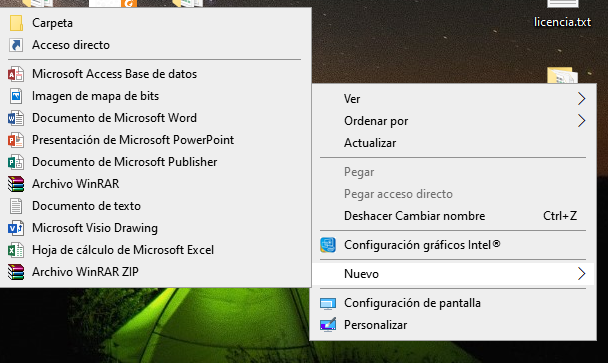 licencia.txt
Carpeta
Acceso directo
Microsoft Access Base de datos
Imagen de mapa de bits
Documento de Microsoft Word
Presentación de Microsoft PowerPoint
Documento de Microsoft Publisher
Archivo WinRAR
Documento de texto
Microsoft Visio Drawing
Hoja de cálculo de Microsoft Excel
Archivo WinRAR ZIP
Ver
Ordenar por
Actualizar
Pegar
Pegar acceso directo
Deshacer Cambiar nombre Ctrl+Z
Configuración gráficos Intel®
Nuevo
Configuración de pantalla
Personalizar